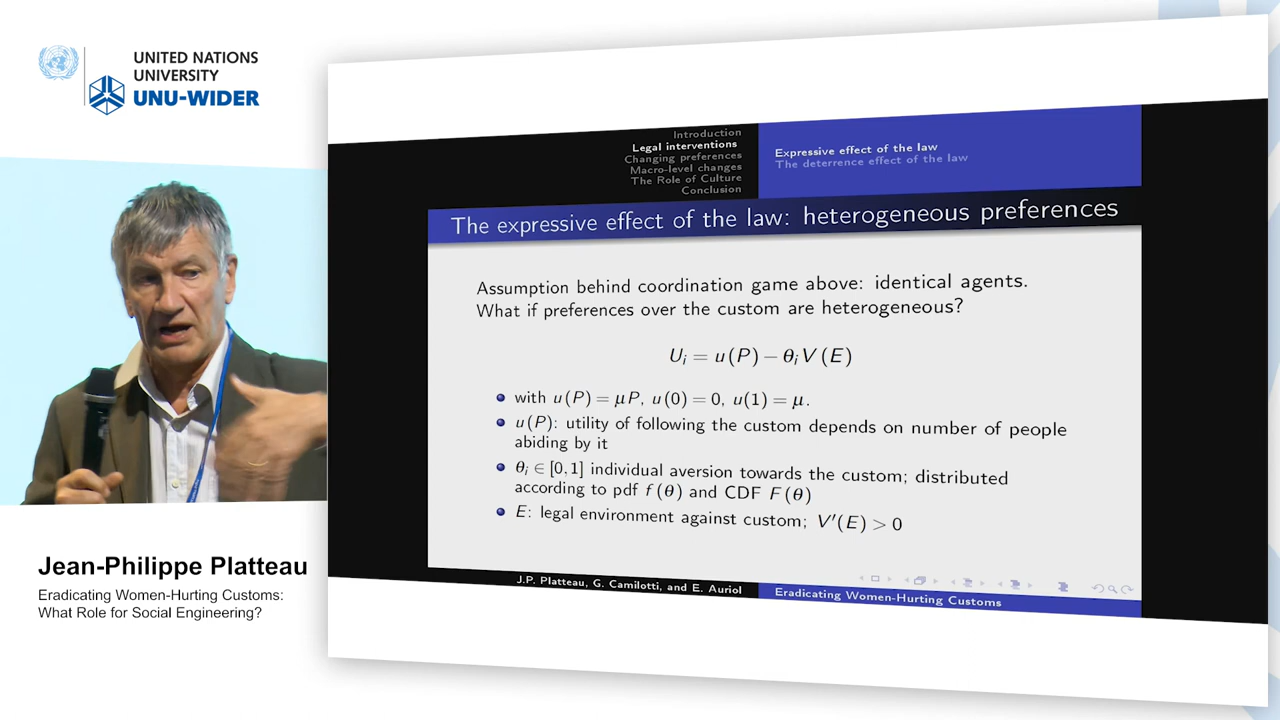 UNITED NATIONS
UNIVERSITY
UNU-WIDER
Introduction
Legal interventions
Changing preferences
Macro-level changes
The Role of Culture
Conclusion
Expressive effect of the law
The deterrence effect of the law
The expressive effect of the law: heterogeneous preferences
Assumption behind coordination game above: identical agents.
What if preferences over the custom are heterogeneous?
Uᵢ = u(P) − θᵢV(E)
with u(P) = μP, u(0) = 0, u(1) = μ.
u(P): utility of following the custom depends on number of people
abiding by it
θᵢ ∈ [0,1] individual aversion towards the custom; distributed
according to pdf f(θ) and CDF F(θ)
E: legal environment against custom; V′(E) > 0
J.P. Platteau, G. Camilotti, and E. Auriol
Eradicating Women-Hurting Customs
Jean-Philippe Platteau
Eradicating Women-Hurting Customs:
What Role for Social Engineering?